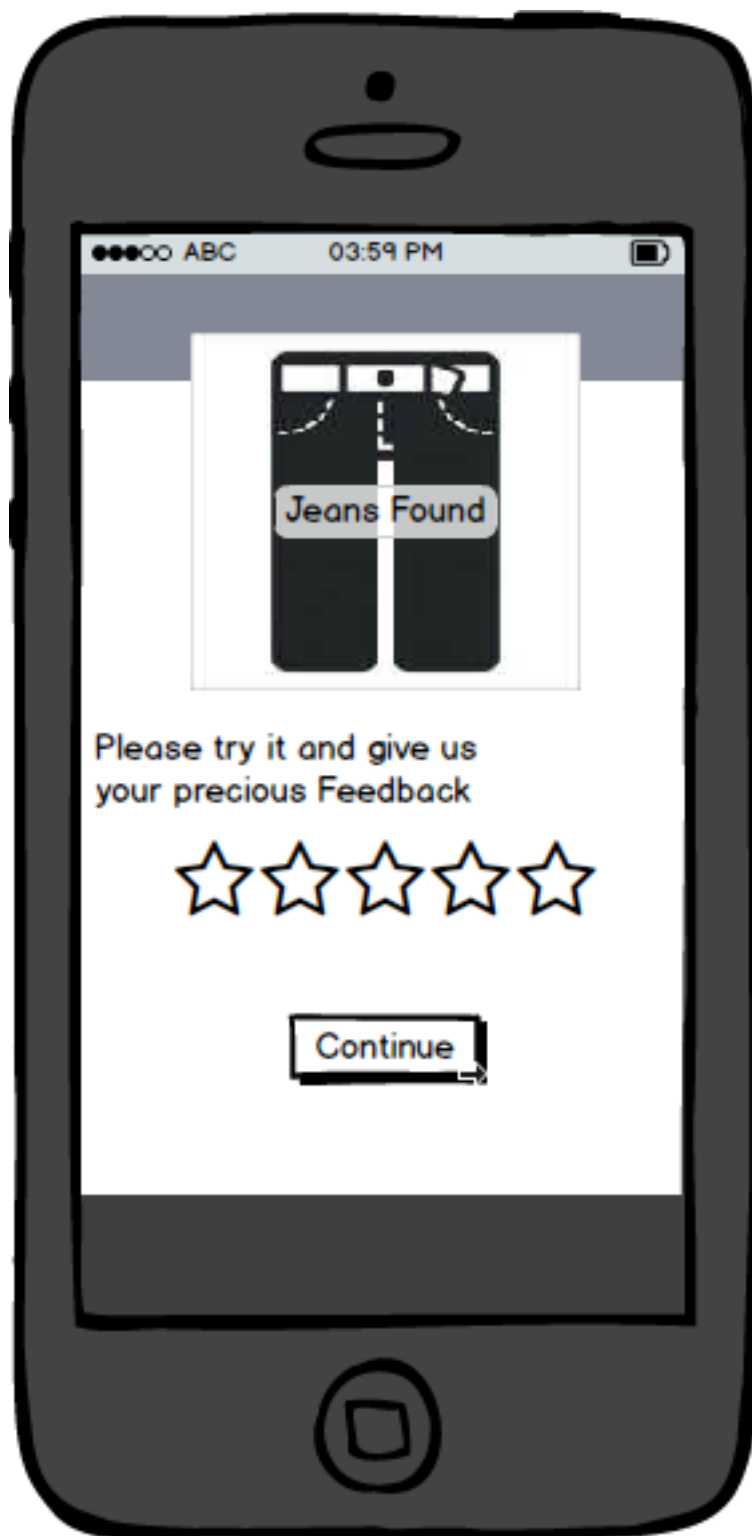 ABC 03:59 PM
Jeans Found
Please try it and give us
your precious Feedback
Continue